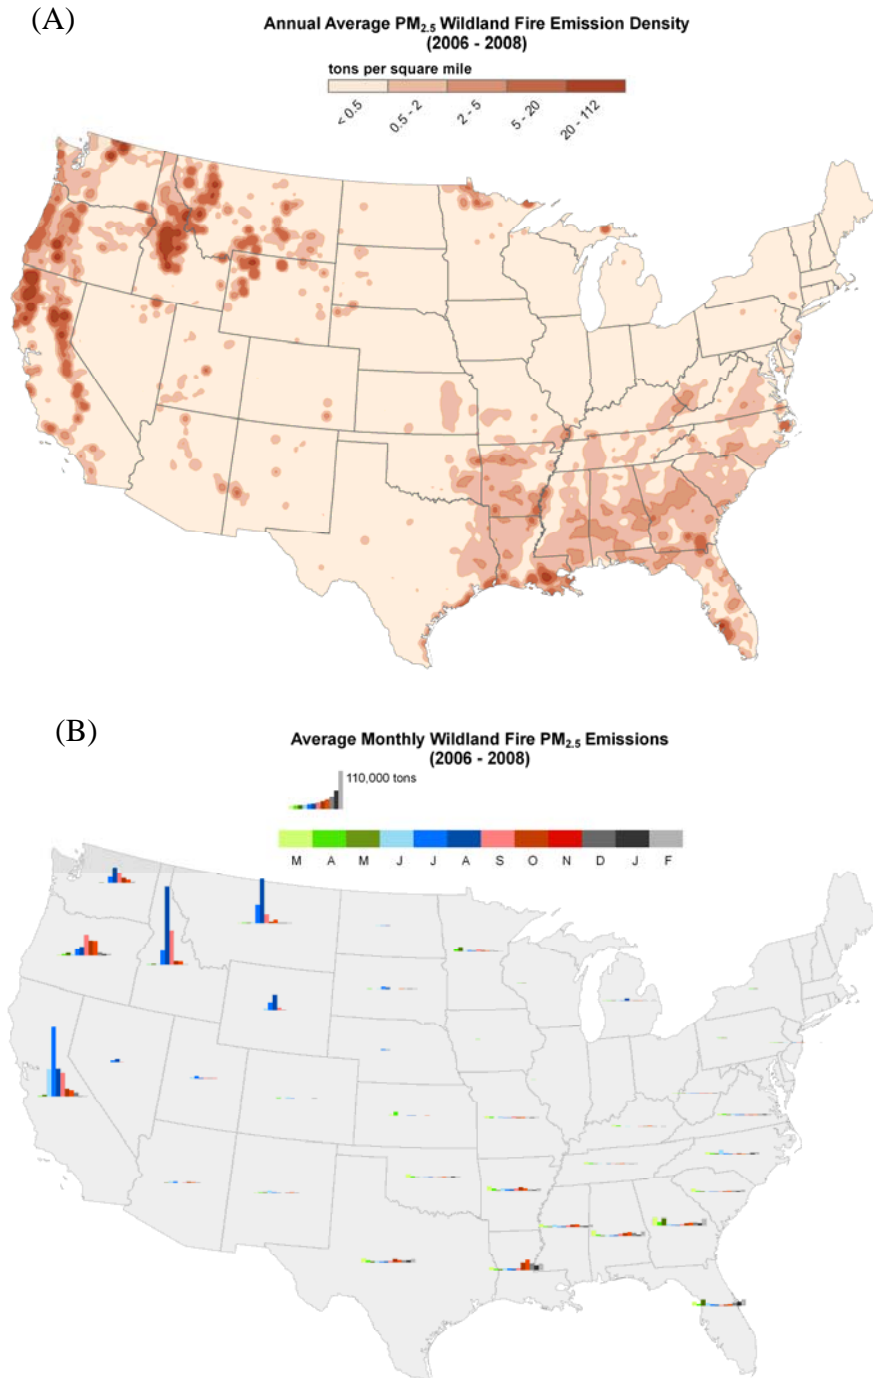 (A)
Annual Average PM2.5 Wildland Fire Emission Density
(2006 - 2008)
tons per square mile
< 0.5
0.5 - 2
2 - 5
5 - 20
20 - 112
(B)
Average Monthly Wildland Fire PM2.5 Emissions
(2006 - 2008)
110,000 tons
M A M J J A S O N D J F